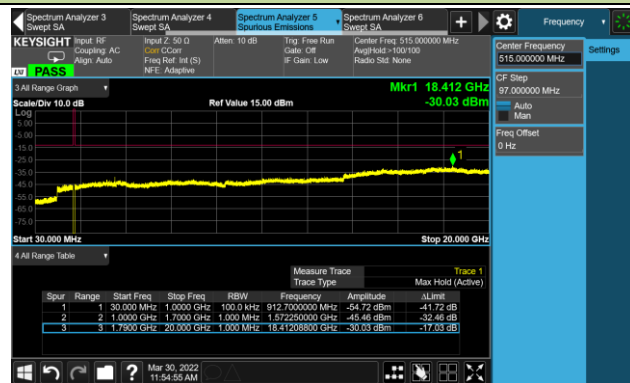 Spectrum Analyzer 3
Swept SA
Spectrum Analyzer 4
Swept SA
Spectrum Analyzer 5
Spurious Emissions
Spectrum Analyzer 6
Swept SA
Frequency
KEYSIGHT
Input: RF
Coupling: AC
Align: Auto
Input Z: 50 Ω
Corr CCorr
Freq Ref: Int (S)
NFE: Adaptive
Atten: 10 dB
Trig: Free Run
Gate: Off
IF Gain: Low
Center Freq: 515.000000 MHz
Avg|Hold:>100/100
Radio Std: None
LXI
PASS
Center Frequency
515.000000 MHz
Settings
CF Step
97.000000 MHz
Auto
Man
Freq Offset
0 Hz
3 All Range Graph
Mkr1 18.412 GHz
Scale/Div 10.0 dB
Ref Value 15.00 dBm
-30.03 dBm
Log
5.00
-5.00
-15.0
-25.0
-35.0
-45.0
-55.0
-65.0
-75.0
1
Start 30.000 MHz
Stop 20.000 GHz
4 All Range Table
Measure Trace
Trace 1
Trace Type
Max Hold (Active)
Spur Range Start Freq Stop Freq RBW Frequency Amplitude ΔLimit
1 1 30.000 MHz 1.0000 GHz 100.0 kHz 912.7000000 MHz -54.72 dBm -41.72 dB
2 2 1.0000 GHz 1.7000 GHz 1.000 MHz 1.572250000 GHz -45.46 dBm -32.46 dB
3 3 1.7900 GHz 20.000 GHz 1.000 MHz 18.41208800 GHz -30.03 dBm -17.03 dB
?
Mar 30, 2022
11:54:55 AM